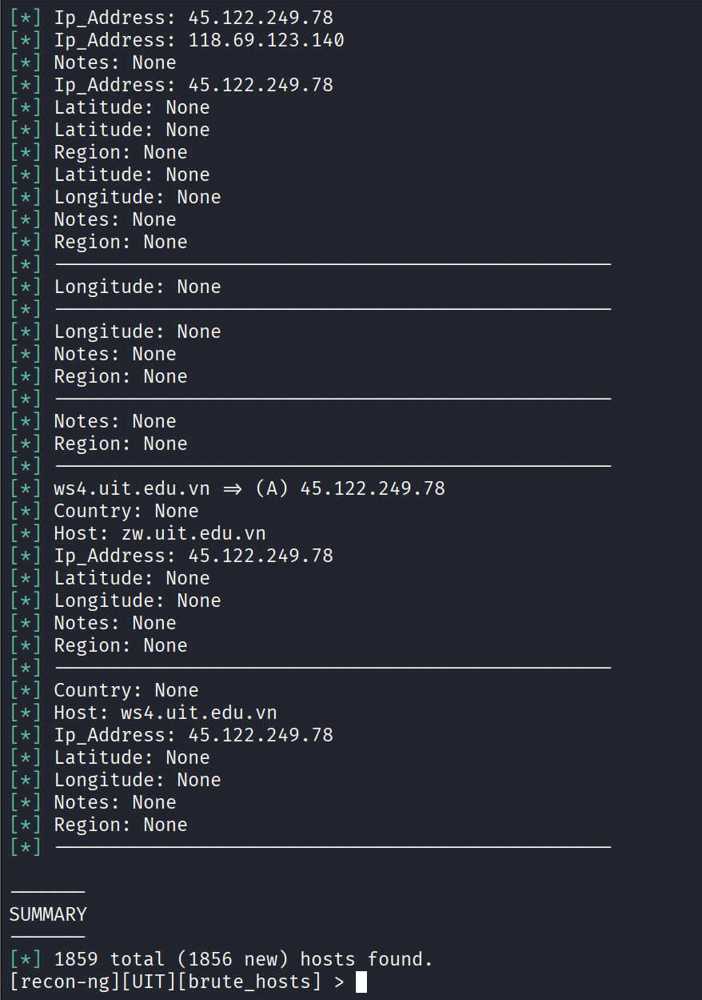 [*] Ip_Address: 45.122.249.78
[*] Ip_Address: 118.69.123.140
[*] Notes: None
[*] Ip_Address: 45.122.249.78
[*] Latitude: None
[*] Latitude: None
[*] Region: None
[*] Latitude: None
[*] Longitude: None
[*] Notes: None
[*] Region: None
[*] --------------------------------------------------
[*] Longitude: None
[*] --------------------------------------------------
[*] Longitude: None
[*] Notes: None
[*] Region: None
[*] --------------------------------------------------
[*] Notes: None
[*] Region: None
[*] --------------------------------------------------
[*] ws4.uit.edu.vn => (A) 45.122.249.78
[*] Country: None
[*] Host: zw.uit.edu.vn
[*] Ip_Address: 45.122.249.78
[*] Latitude: None
[*] Longitude: None
[*] Notes: None
[*] Region: None
[*] --------------------------------------------------
[*] Country: None
[*] Host: ws4.uit.edu.vn
[*] Ip_Address: 45.122.249.78
[*] Latitude: None
[*] Longitude: None
[*] Notes: None
[*] Region: None
[*] --------------------------------------------------
-------
SUMMARY
-------
[*] 1859 total (1856 new) hosts found.
[recon-ng][UIT][brute_hosts] >